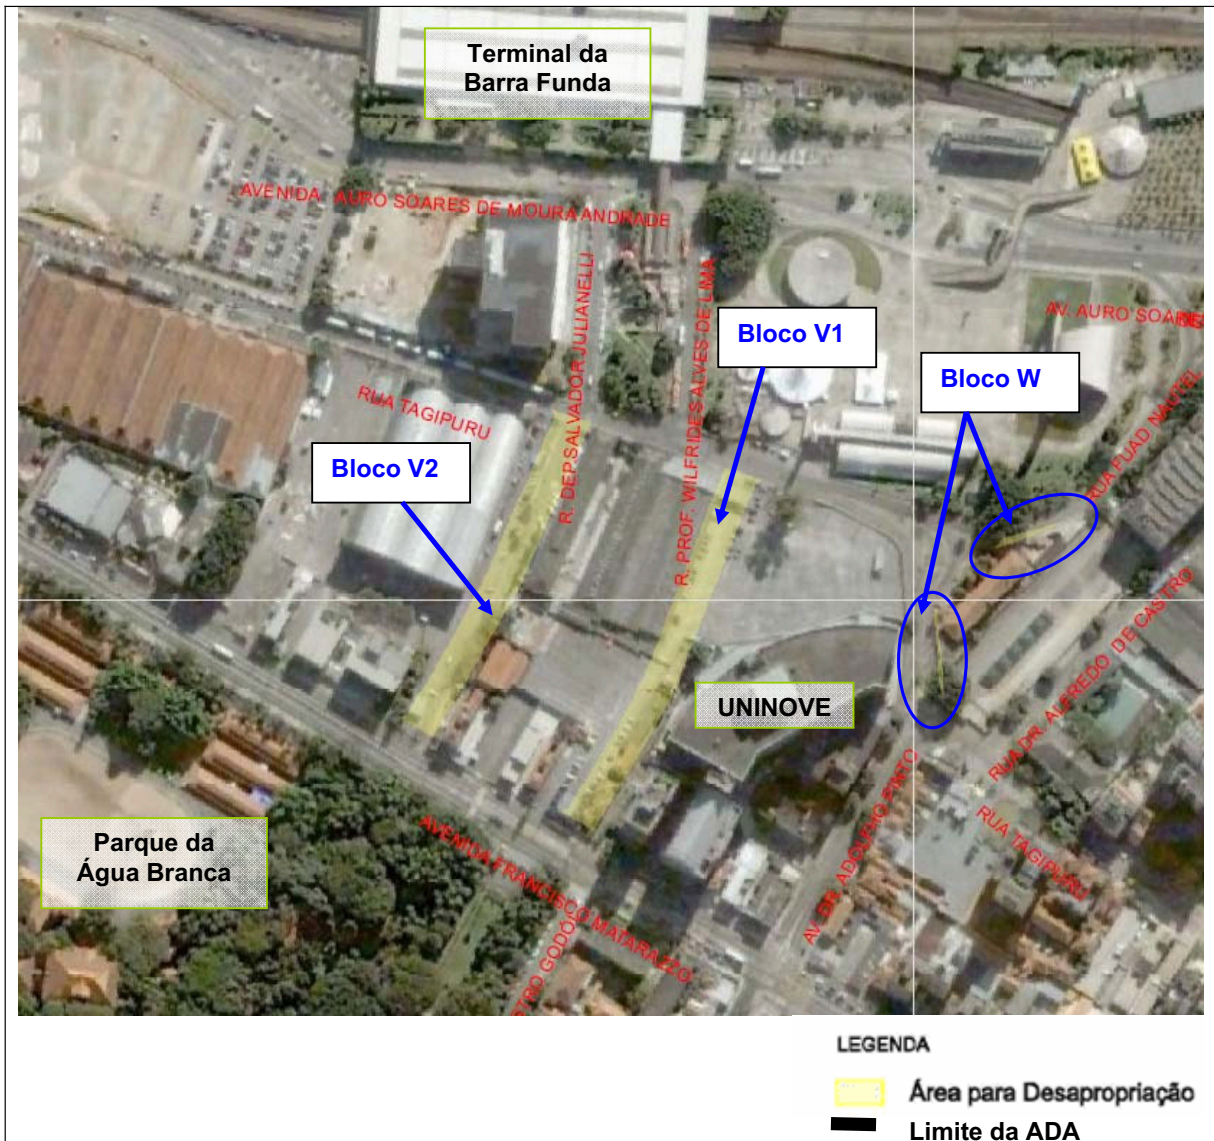 Terminal da
Barra Funda
AVENIDA AURO SOARES DE MOURA ANDRADE
R. DEP SALVADOR JULIANELLI
R. PROF. WILFRIDES ALVES DE LIMA
AV. AURO SOARES
Bloco V1
Bloco W
RUA TAGIPURU
Bloco V2
RUA FUAD NAUTEL
RUA DR. ALFREDO DE CASTRO
UNINOVE
AV. DR. ADOLPHO PINTO
RUA TAGIPURU
Parque da
Água Branca
AVENIDA FRANCISCO MATARAZZO
GODOI
LEGENDA
Área para Desapropriação
Limite da ADA